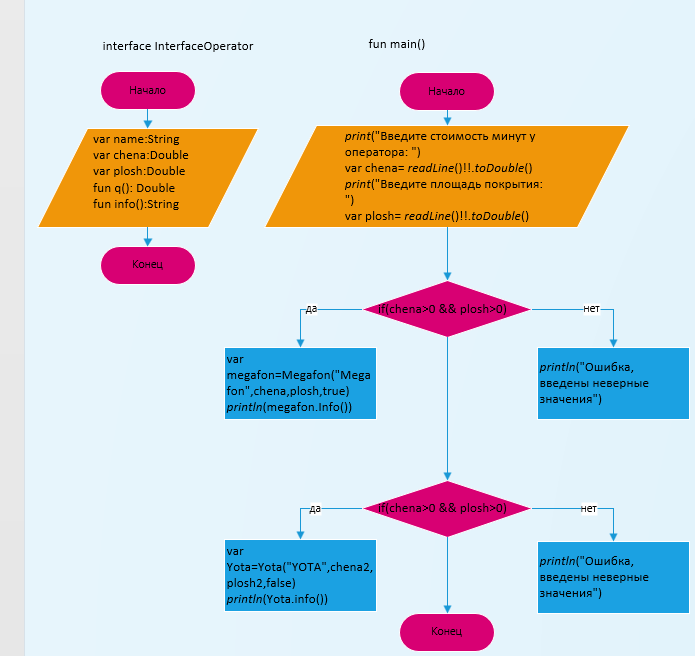 interface InterfaceOperator
Начало
var name:String
var chena:Double
var plosh:Double
fun q(): Double
fun info():String
Конец
fun main()
Начало
print("Введите стоимость минут у
оператора: ")
var chena= readLine()!!.toDouble()
print("Введите площадь покрытия:
")
var plosh= readLine()!!.toDouble()
if(chena>0 && plosh>0)
да
нет
var
megafon=Megafon("Mega
fon",chena,plosh,true)
println(megafon.Info())
println("Ошибка,
введены неверные
значения")
if(chena>0 && plosh>0)
да
нет
var
Yota=Yota("YOTA",chena2,
plosh2,false)
println(Yota.info())
println("Ошибка,
введены неверные
значения")
Конец